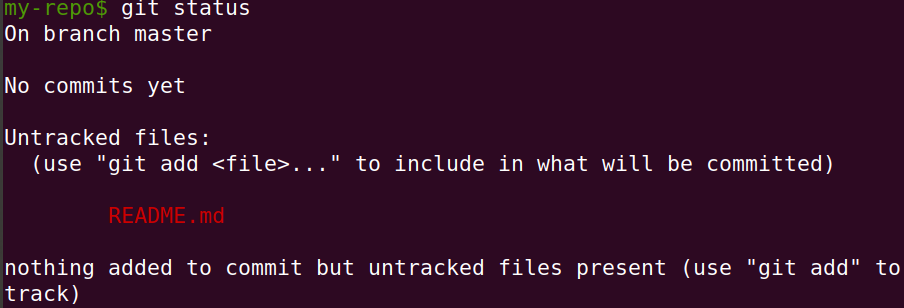 my-repo$ git status
On branch master
No commits yet
Untracked files:
(use "git add <file>..." to include in what will be committed)
README.md
nothing added to commit but untracked files present (use "git add" to
track)